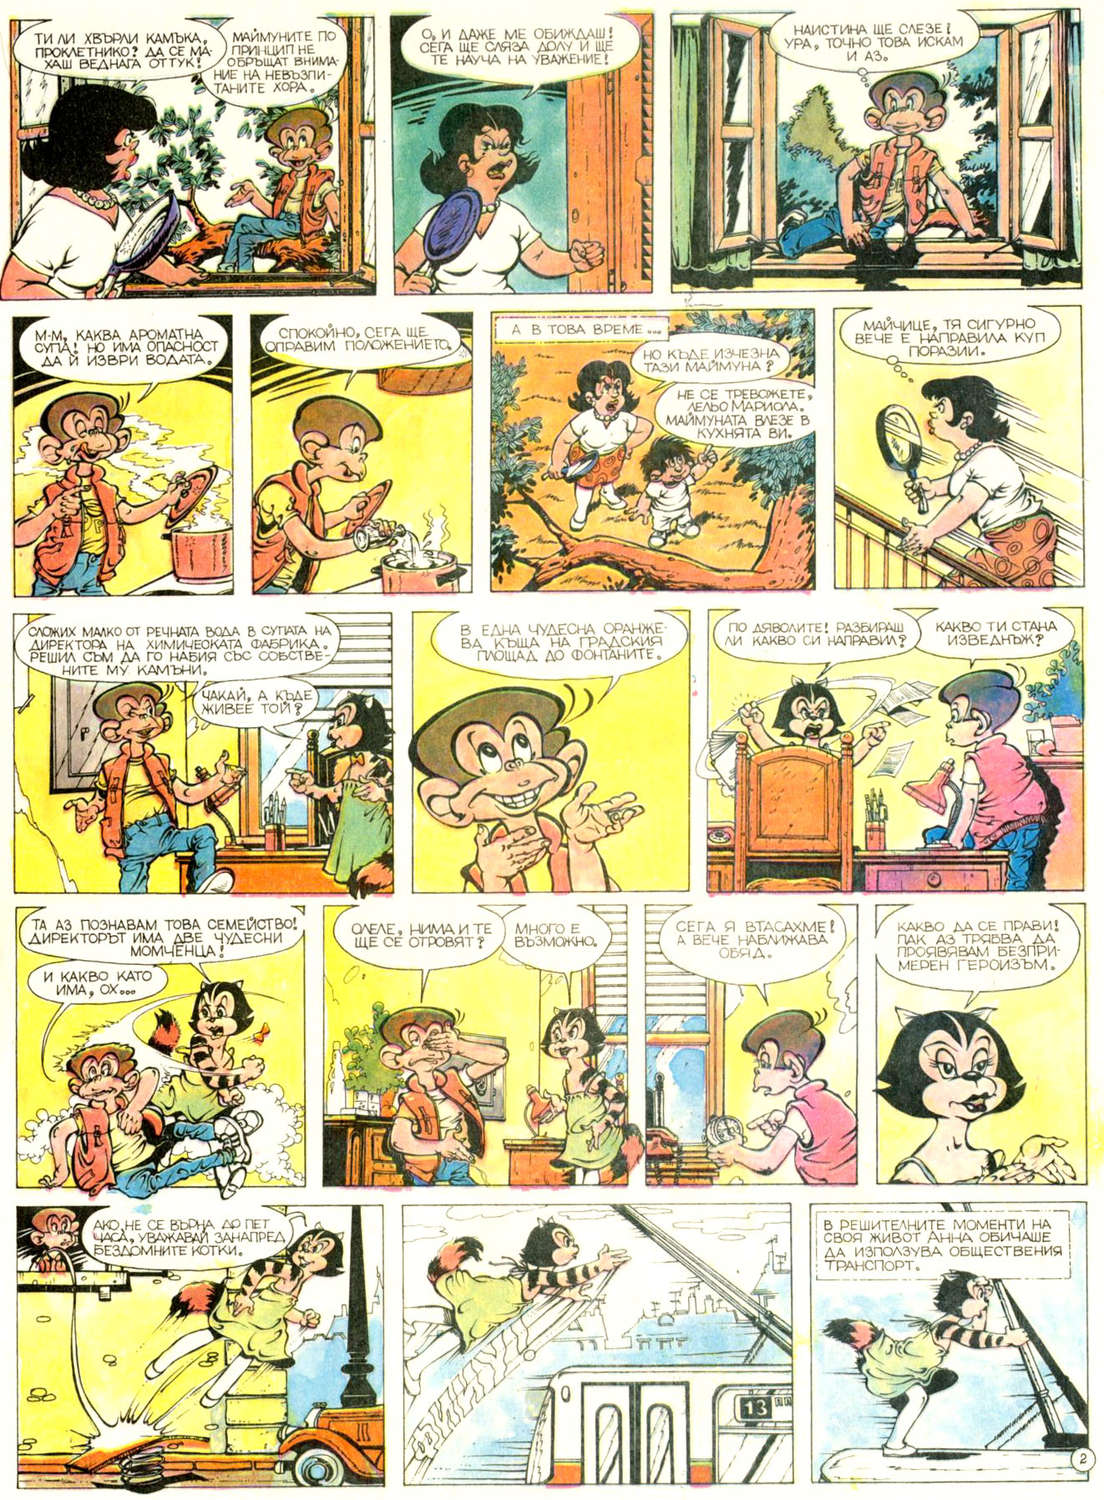 ТИ ЛИ ХВЪРЛИ КАМЪКА,
ПРОКЛЕТНИКО? ДА СЕ МА-
ХАШ ВЕДНАГА ОТТУК!
МАЙМУНИТЕ ПО
ПРИНЦИП НЕ
ОБРЪЩАТ ВНИМА-
НИЕ НА НЕВЪЗПИ-
ТАНИТЕ ХОРА.
О, И ДАЖЕ МЕ ОБИЖДАШ!
СЕГА ЩЕ СЛЯЗА ДОЛУ И ЩЕ
ТЕ НАУЧА НА УВАЖЕНИЕ!
НАИСТИНА ЩЕ СЛЕЗЕ!
УРА, ТОЧНО ТОВА ИСКАМ
И АЗ.
М-М, КАКВА АРОМАТНА
СУПА! НО ИМА ОПАСНОСТ
ДА Ѝ ИЗВРИ ВОДАТА.
СПОКОЙНО, СЕГА ЩЕ
ОПРАВИМ ПОЛОЖЕНИЕТО.
А В ТОВА ВРЕМЕ...
НО КЪДЕ ИЗЧЕЗНА
ТАЗИ МАЙМУНА?
НЕ СЕ ТРЕВОЖЕТЕ,
ЛЕЛЬО МАРИОЛА.
МАЙМУНАТА ВЛЕЗЕ В
КУХНЯТА ВИ.
МАЙЧИЦЕ, ТЯ СИГУРНО
ВЕЧЕ Е НАПРАВИЛА КУП
ПОРАЗИИ.
СЛОЖИХ МАЛКО ОТ РЕЧНАТА ВОДА В СУПАТА НА
ДИРЕКТОРА НА ХИМИЧЕСКАТА ФАБРИКА.
РЕШИЛ СЪМ ДА ГО НАБИЯ СЪС СОБСТВЕ-
НИТЕ МУ КАМЪНИ.
ЧАКАЙ, А КЪДЕ
ЖИВЕЕ ТОЙ?
В ЕДНА ЧУДЕСНА ОРАНЖЕ-
ВА КЪЩА НА ГРАДСКИЯ
ПЛОЩАД ДО ФОНТАНИТЕ.
ПО ДЯВОЛИТЕ! РАЗБИРАШ
ЛИ КАКВО СИ НАПРАВИЛ?
КАКВО ТИ СТАНА
ИЗВЕДНЪЖ?
ТА АЗ ПОЗНАВАМ ТОВА СЕМЕЙСТВО!
ДИРЕКТОРЪТ ИМА ДВЕ ЧУДЕСНИ
МОМЧЕНЦА!
И КАКВО КАТО
ИМА, ОХ...
ОЛЕЛЕ, НИМА И ТЕ
ЩЕ СЕ ОТРОВЯТ?
МНОГО Е
ВЪЗМОЖНО.
СЕГА Я ВТАСАХМЕ!
А ВЕЧЕ НАБЛИЖАВА
ОБЯД.
КАКВО ДА СЕ ПРАВИ!
ПАК АЗ ТРЯБВА ДА
ПРОЯВЯВАМ БЕЗПРИ-
МЕРЕН ГЕРОИЗЪМ.
АКО НЕ СЕ ВЪРНА ДО ПЕТ
ЧАСА, УВАЖАВАЙ ЗАНАПРЕД
БЕЗДОМНИТЕ КОТКИ.
13
В РЕШИТЕЛНИТЕ МОМЕНТИ НА
СВОЯ ЖИВОТ АННА ОБИЧАШЕ
ДА ИЗПОЛЗУВА ОБЩЕСТВЕНИЯ
ТРАНСПОРТ.
2